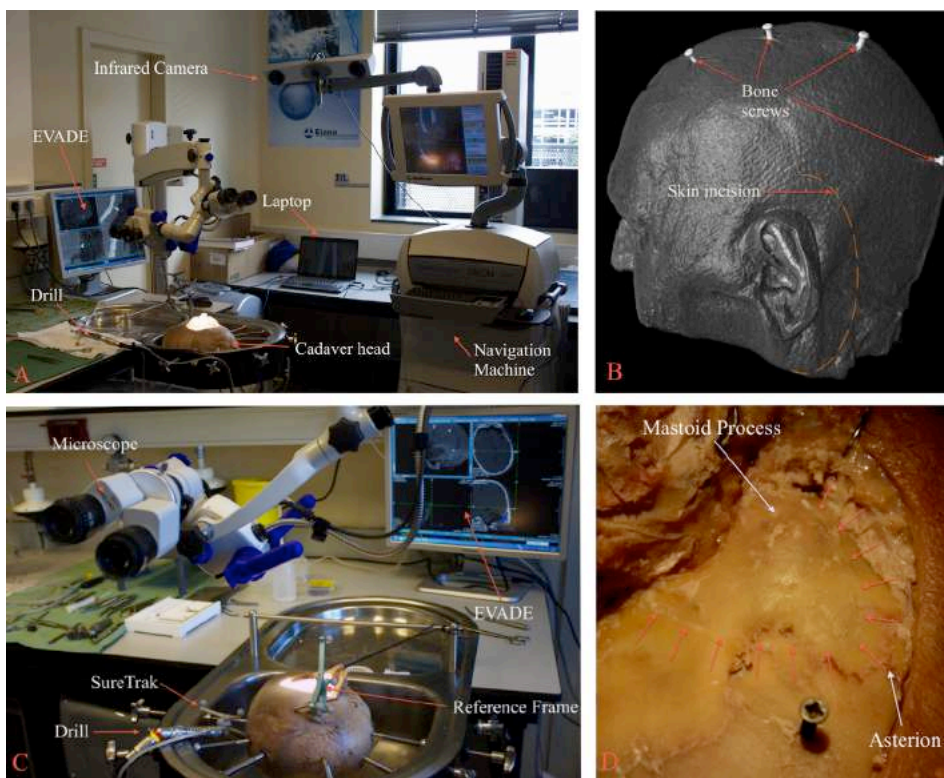 Infrared Camera
EVADE
Laptop
Drill
Cadaver head
Navigation
Machine
A
Bone
screws
Skin incision
B
Microscope
EVADE
SureTrak
Reference Frame
Drill
C
Mastoid Process
Asterion
D